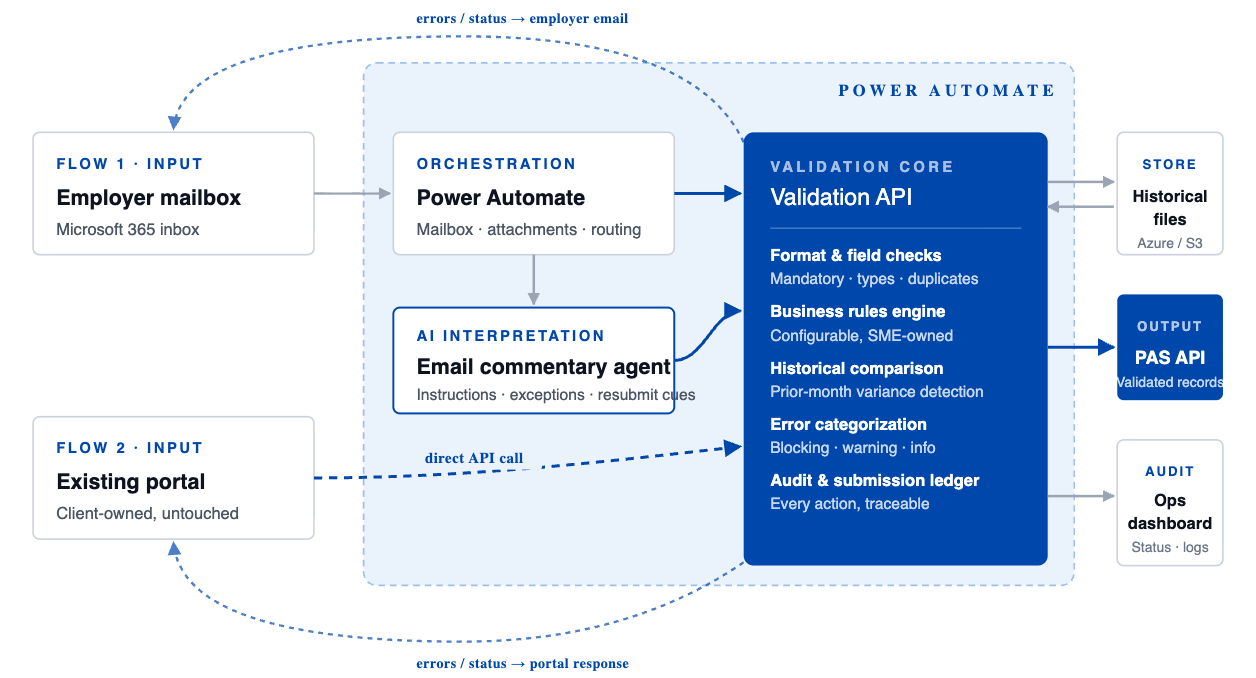 errors / status → employer email
POWER AUTOMATE
FLOW 1 · INPUT
Employer mailbox
Microsoft 365 inbox
ORCHESTRATION
Power Automate
Mailbox · attachments · routing
AI INTERPRETATION
Email commentary agent
Instructions · exceptions · resubmit cues
FLOW 2 · INPUT
Existing portal
Client-owned, untouched
direct API call
VALIDATION CORE
Validation API
Format & field checks
Mandatory · types · duplicates
Business rules engine
Configurable, SME-owned
Historical comparison
Prior-month variance detection
Error categorization
Blocking · warning · info
Audit & submission ledger
Every action, traceable
STORE
Historical
files
Azure / S3
OUTPUT
PAS API
Validated records
AUDIT
Ops
dashboard
Status · logs
errors / status → portal response